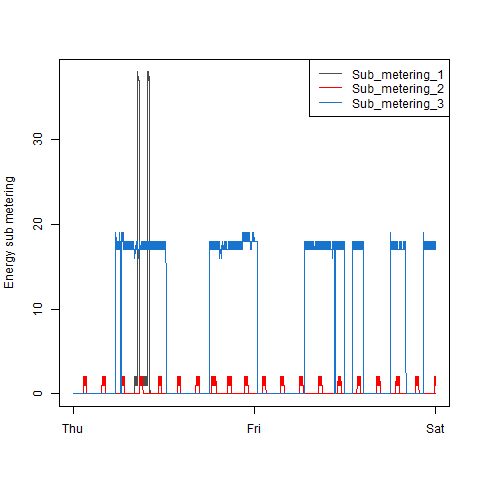 Sub_metering_1
Sub_metering_2
Sub_metering_3
Energy sub metering
30
20
10
0
Thu
Fri
Sat